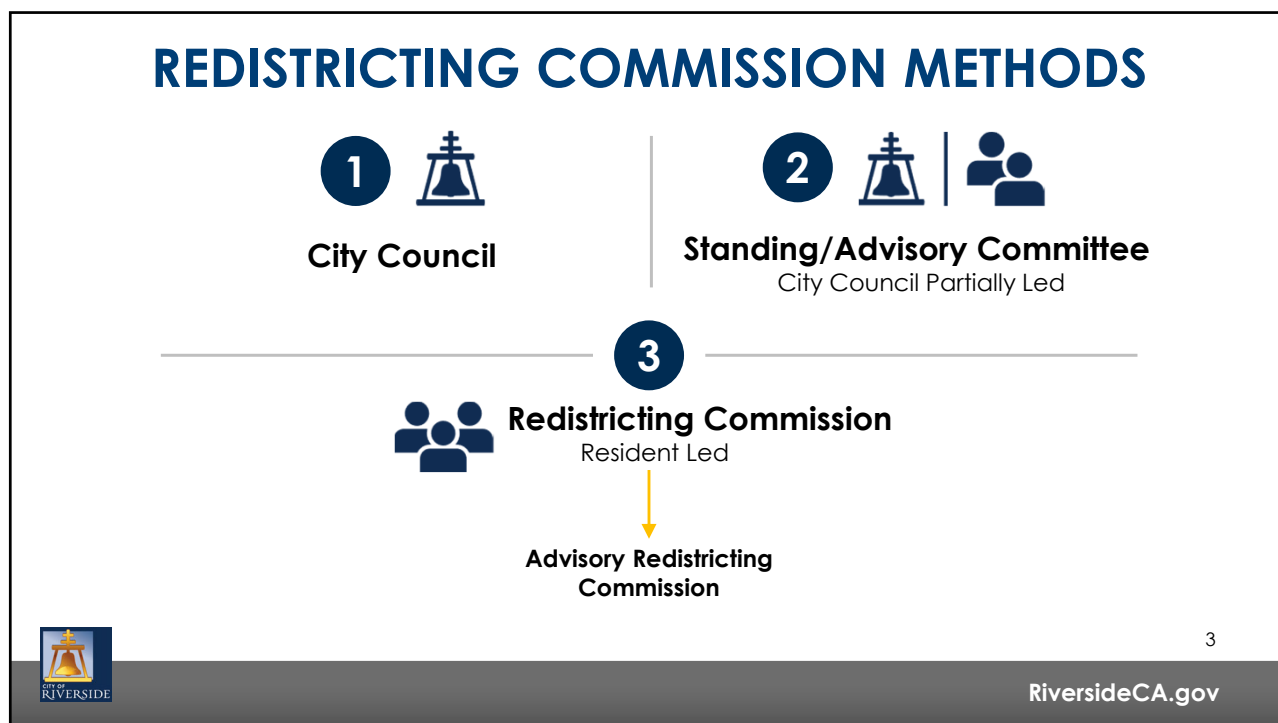 REDISTRICTING COMMISSION METHODS
1
City Council
2
Standing/Advisory Committee
City Council Partially Led
3
Redistricting Commission
Resident Led
Advisory Redistricting
Commission
3
CITY OF
RIVERSIDE
RiversideCA.gov